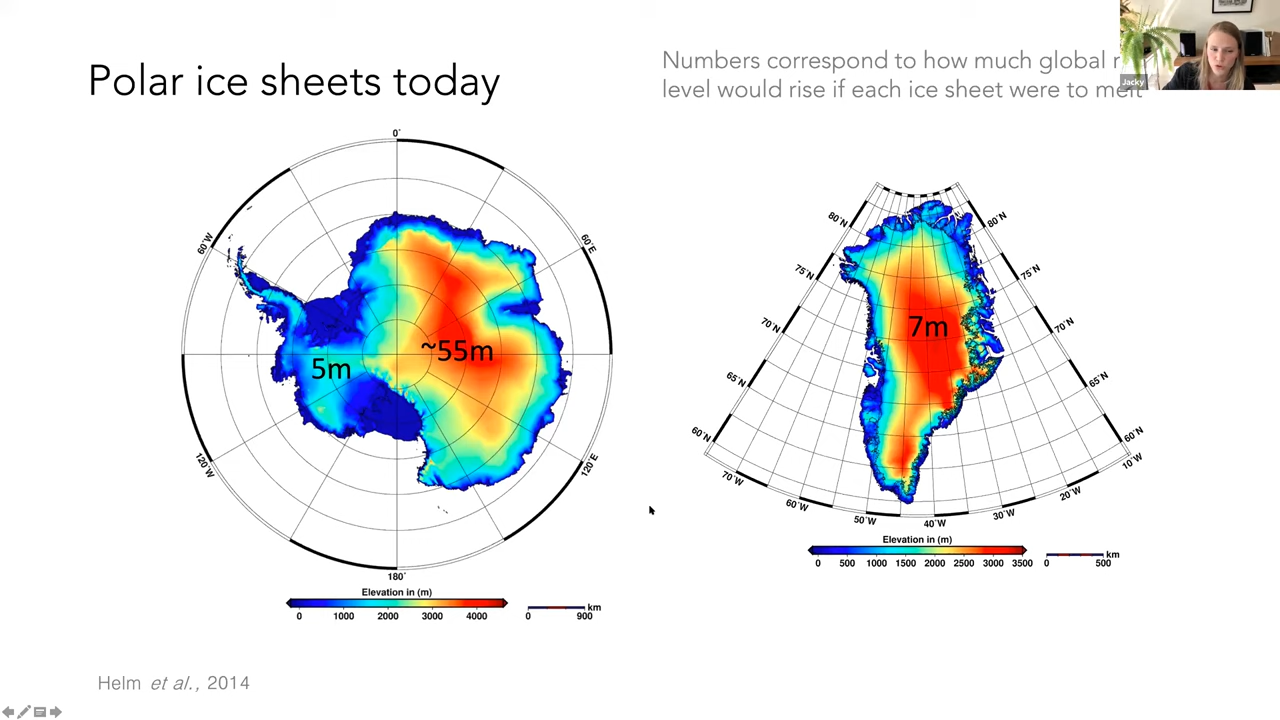 Polar ice sheets today
Numbers correspond to how much global
level would rise if each ice sheet were to melt
Jacky
0°
60°W
60°E
5m
~55m
120°W
120°E
180°
Elevation in (m)
0 1000 2000 3000 4000
km
0 900
80°N
80°N
75°N
75°N
70°N
70°N
65°N
65°N
60°N
60°N
7m
70°W
60°W
50°W
40°W
30°W
20°W
10°W
Elevation in (m)
0 500 1000 1500 2000 2500 3000 3500
km
0 500
Helm et al., 2014